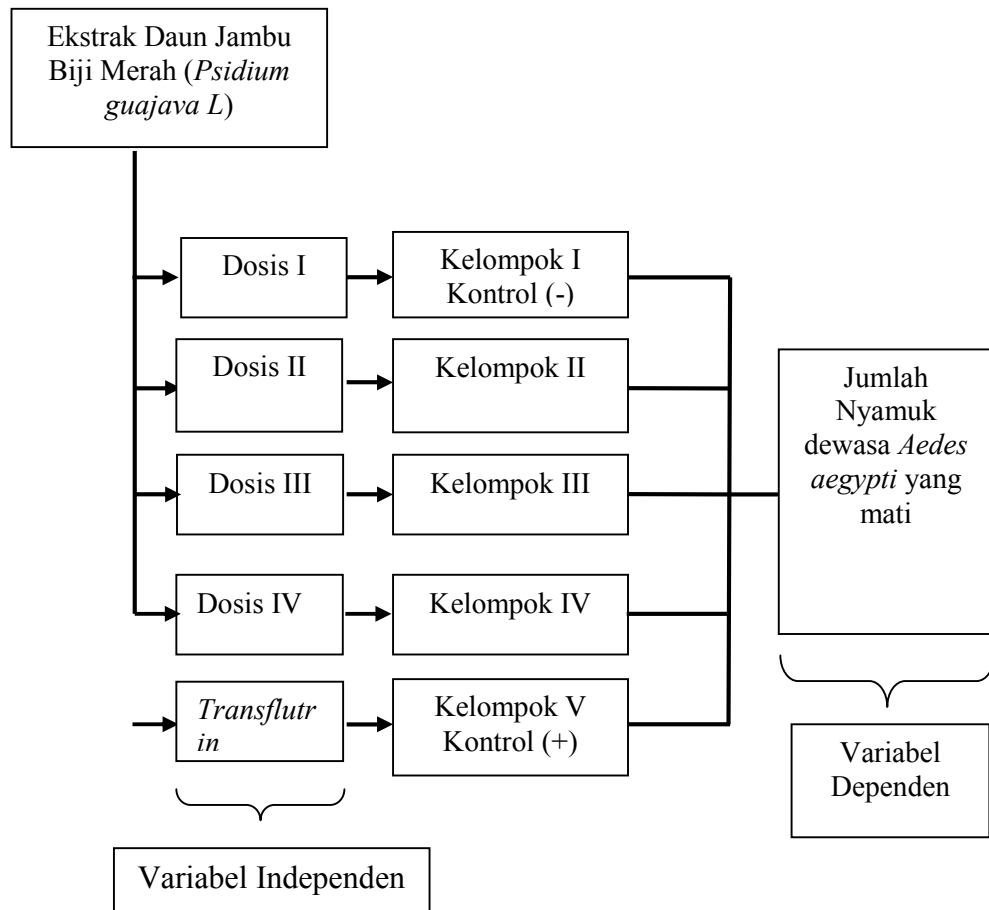 Ekstrak Daun Jambu
Biji Merah (Psidium
guajava L)
Dosis I
Kelompok I
Kontrol (-)
Dosis II
Kelompok II
Dosis III
Kelompok III
Dosis IV
Kelompok IV
Transflutr
in
Kelompok V
Kontrol (+)
Jumlah
Nyamuk
dewasa Aedes
aegypti yang
mati
Variabel
Dependen
Variabel Independen